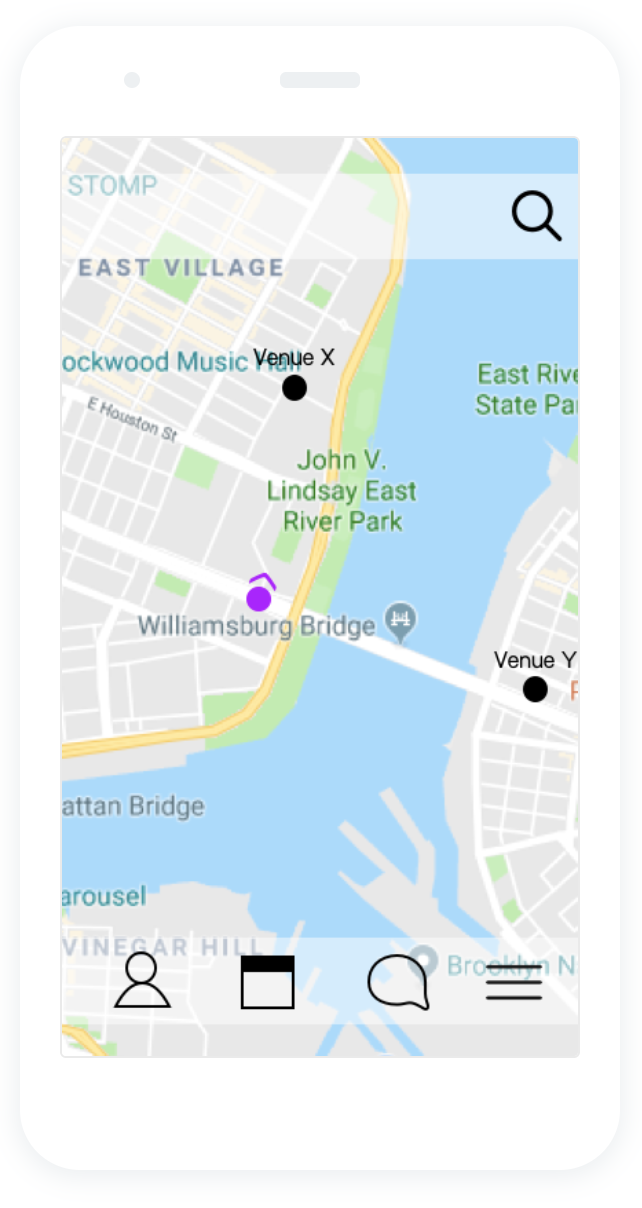 STOMP
EAST VILLAGE
Venue X
ockwood Music Hall
E Houston St
East Rive
State Par
John V.
Lindsay East
River Park
Williamsburg Bridge
Venue Y
attan Bridge
arousel
VINEGAR HILL
Brooklyn N